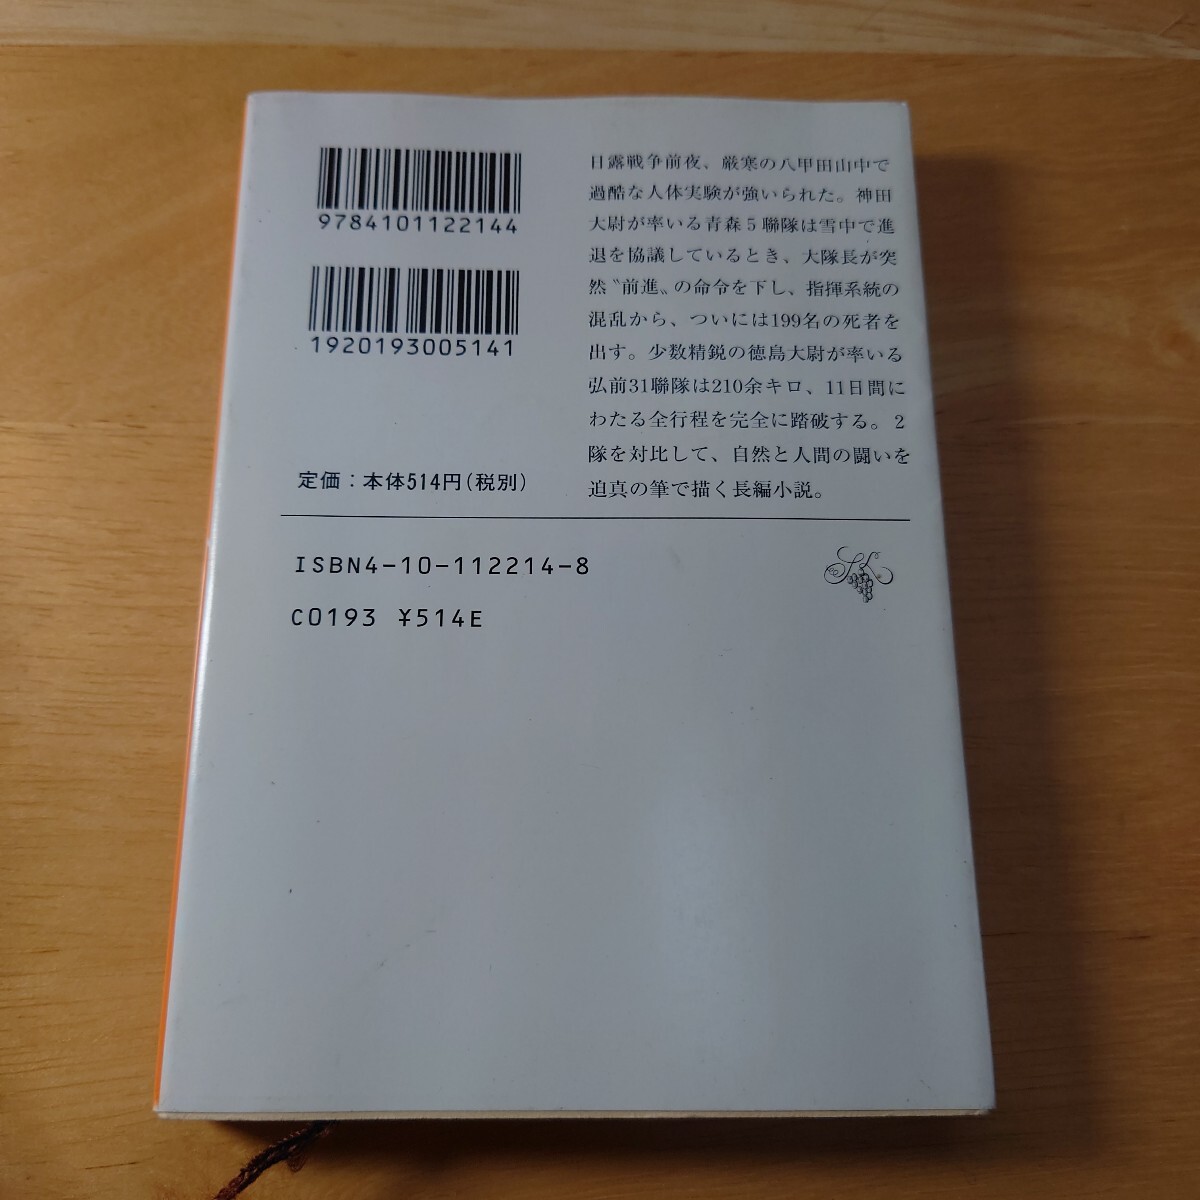 9784101122144
1920193005141
定価：本体514円(税別)
日露戦争前夜、厳寒の八甲田山中で
過酷な人体実験が強いられた。神田
大尉が率いる青森5聯隊は雪中で進
退を協議しているとき、大隊長が突
然〝前進〟の命令を下し、指揮系統の
混乱から、ついには199名の死者を
出す。少数精鋭の徳島大尉が率いる
弘前31聯隊は210余キロ、11日間に
わたる全行程を完全に踏破する。2
隊を対比して、自然と人間の闘いを
迫真の筆で描く長編小説。
ISBN4-10-112214-8
C0193 ¥514E